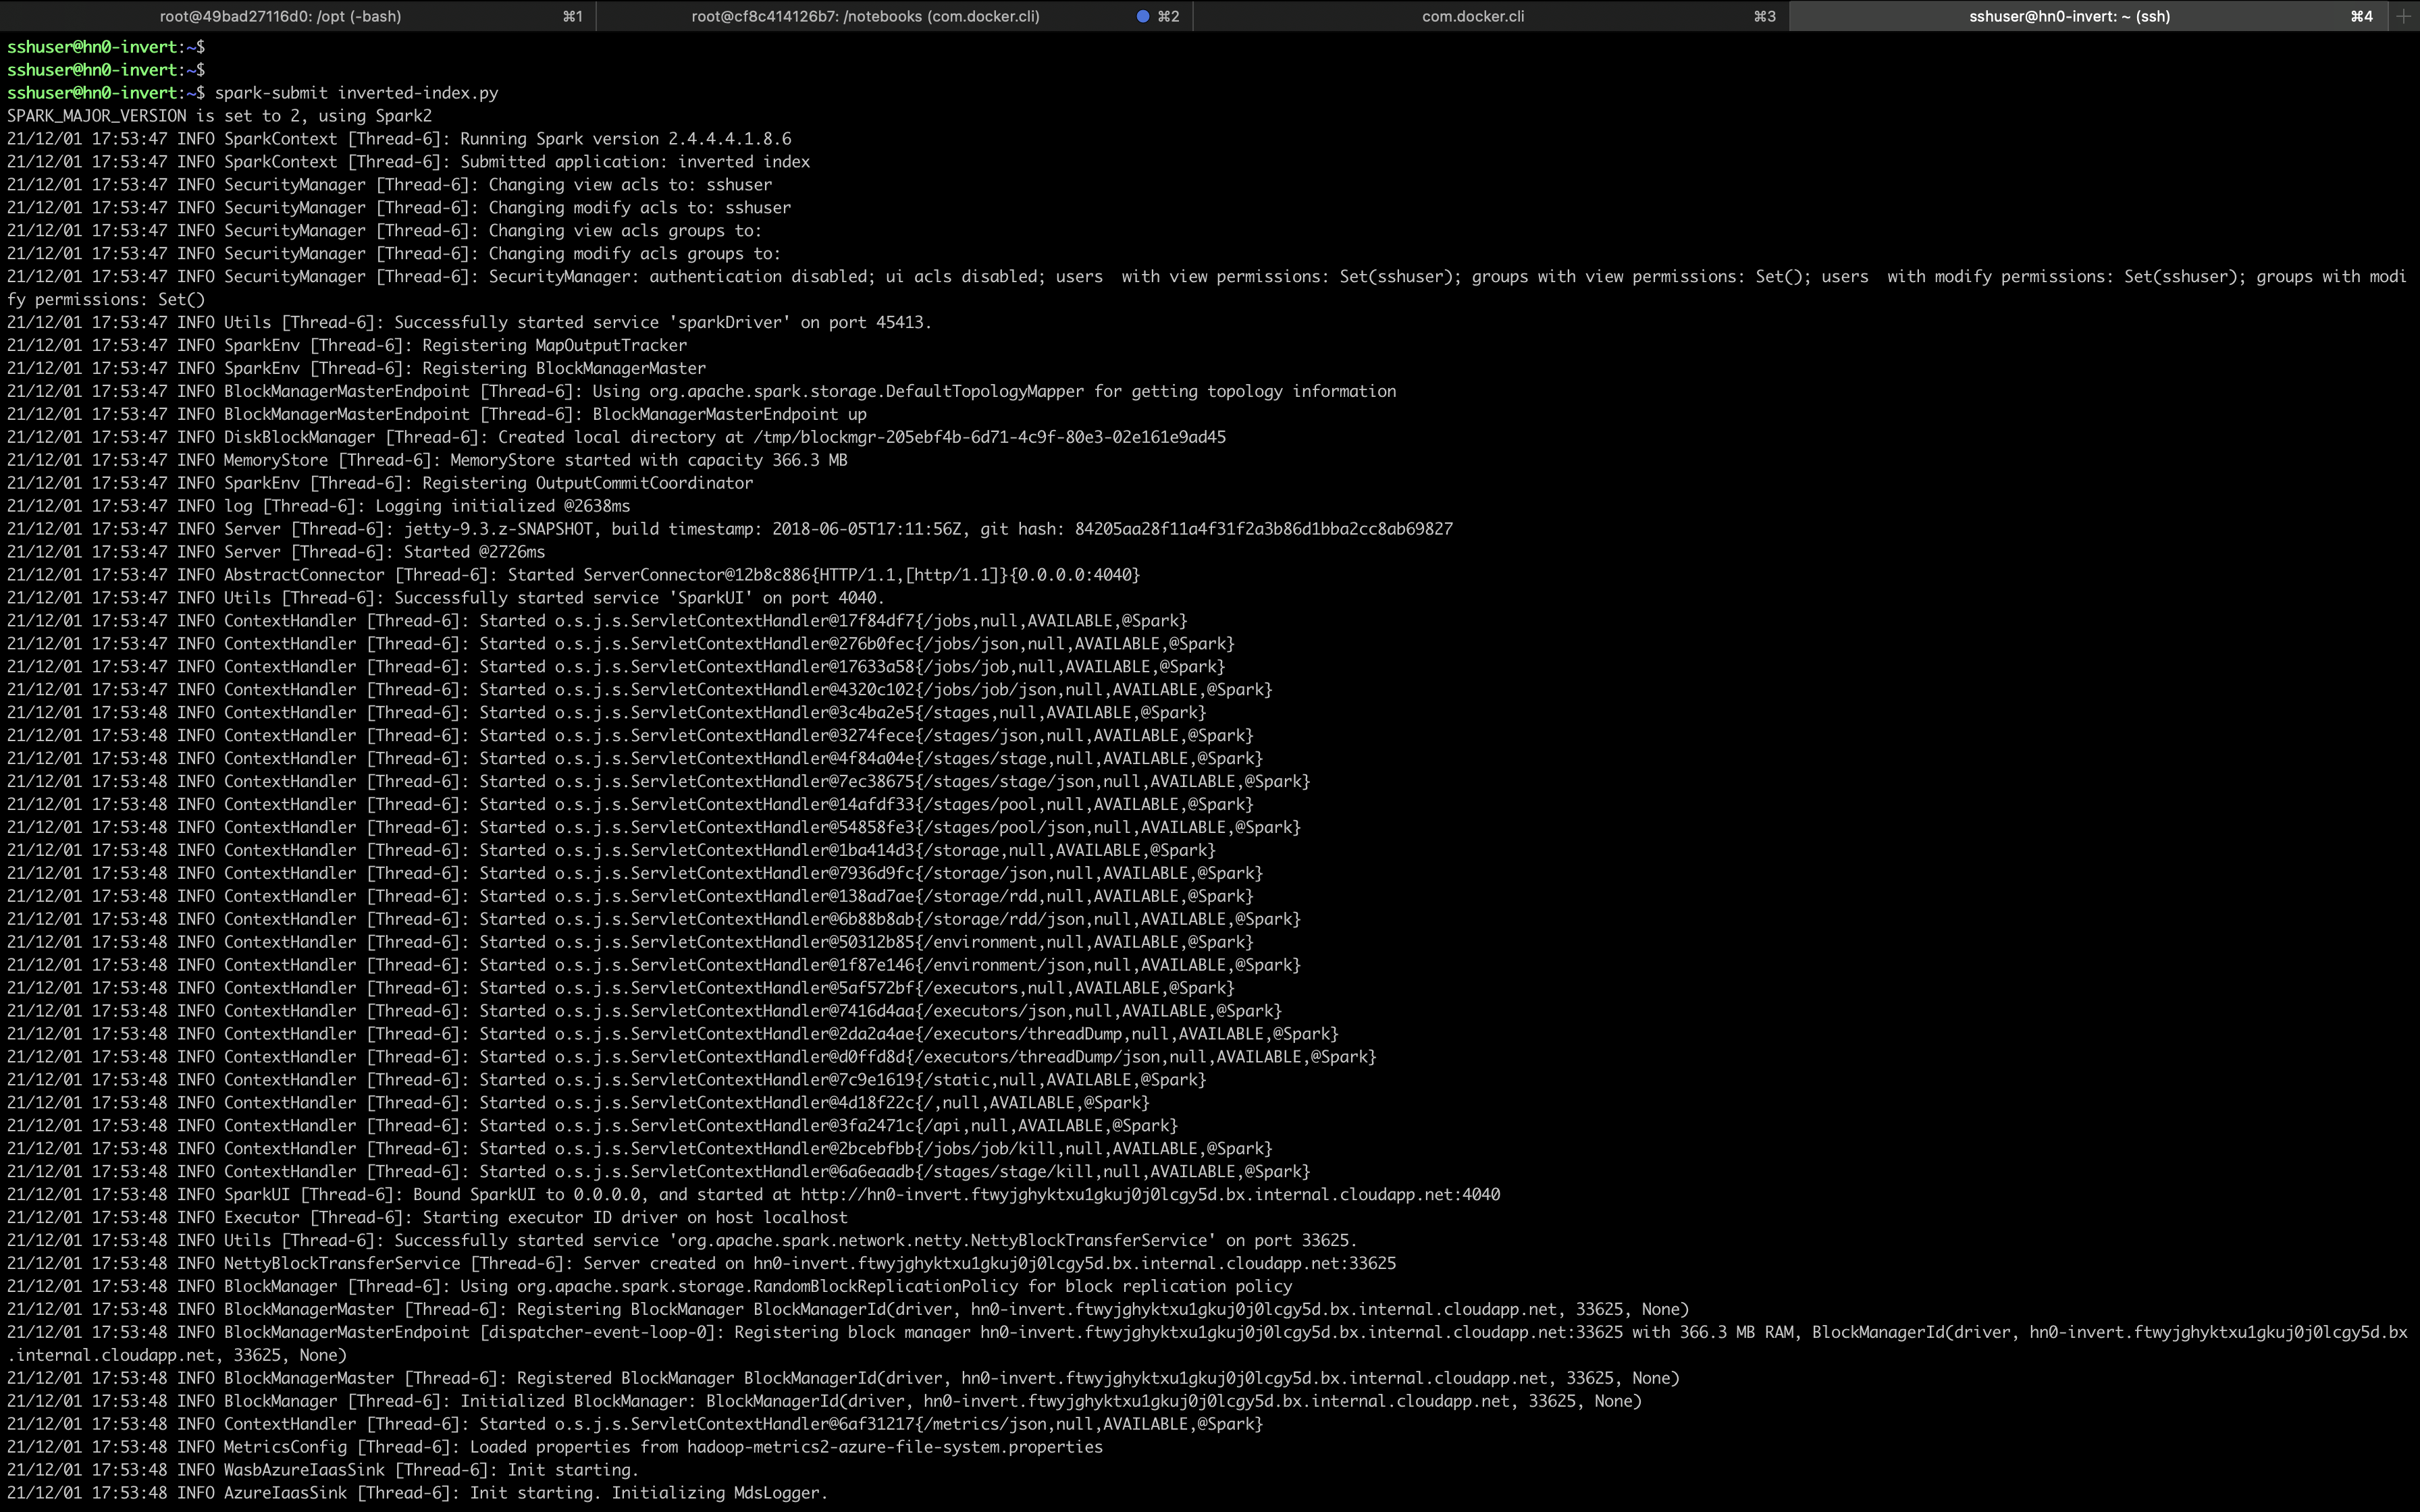 root@49bad27116d0: /opt (-bash) ⌘1 root@cf8c414126b7: /notebooks (com.docker.cli) ⌘2 com.docker.cli ⌘3 sshuser@hn0-invert: ~ (ssh) ⌘4
sshuser@hn0-invert:~$
sshuser@hn0-invert:~$
sshuser@hn0-invert:~$ spark-submit inverted-index.py
SPARK_MAJOR_VERSION is set to 2, using Spark2
21/12/01 17:53:47 INFO SparkContext [Thread-6]: Running Spark version 2.4.4.4.1.8.6
21/12/01 17:53:47 INFO SparkContext [Thread-6]: Submitted application: inverted index
21/12/01 17:53:47 INFO SecurityManager [Thread-6]: Changing view acls to: sshuser
21/12/01 17:53:47 INFO SecurityManager [Thread-6]: Changing modify acls to: sshuser
21/12/01 17:53:47 INFO SecurityManager [Thread-6]: Changing view acls groups to:
21/12/01 17:53:47 INFO SecurityManager [Thread-6]: Changing modify acls groups to:
21/12/01 17:53:47 INFO SecurityManager [Thread-6]: SecurityManager: authentication disabled; ui acls disabled; users  with view permissions: Set(sshuser); groups with view permissions: Set(); users  with modify permissions: Set(sshuser); groups with modi
fy permissions: Set()
21/12/01 17:53:47 INFO Utils [Thread-6]: Successfully started service 'sparkDriver' on port 45413.
21/12/01 17:53:47 INFO SparkEnv [Thread-6]: Registering MapOutputTracker
21/12/01 17:53:47 INFO SparkEnv [Thread-6]: Registering BlockManagerMaster
21/12/01 17:53:47 INFO BlockManagerMasterEndpoint [Thread-6]: Using org.apache.spark.storage.DefaultTopologyMapper for getting topology information
21/12/01 17:53:47 INFO BlockManagerMasterEndpoint [Thread-6]: BlockManagerMasterEndpoint up
21/12/01 17:53:47 INFO DiskBlockManager [Thread-6]: Created local directory at /tmp/blockmgr-205ebf4b-6d71-4c9f-80e3-02e161e9ad45
21/12/01 17:53:47 INFO MemoryStore [Thread-6]: MemoryStore started with capacity 366.3 MB
21/12/01 17:53:47 INFO SparkEnv [Thread-6]: Registering OutputCommitCoordinator
21/12/01 17:53:47 INFO log [Thread-6]: Logging initialized @2638ms
21/12/01 17:53:47 INFO Server [Thread-6]: jetty-9.3.z-SNAPSHOT, build timestamp: 2018-06-05T17:11:56Z, git hash: 84205aa28f11a4f31f2a3b86d1bba2cc8ab69827
21/12/01 17:53:47 INFO Server [Thread-6]: Started @2726ms
21/12/01 17:53:47 INFO AbstractConnector [Thread-6]: Started ServerConnector@12b8c886{HTTP/1.1,[http/1.1]}{0.0.0.0:4040}
21/12/01 17:53:47 INFO Utils [Thread-6]: Successfully started service 'SparkUI' on port 4040.
21/12/01 17:53:47 INFO ContextHandler [Thread-6]: Started o.s.j.s.ServletContextHandler@17f84df7{/jobs,null,AVAILABLE,@Spark}
21/12/01 17:53:47 INFO ContextHandler [Thread-6]: Started o.s.j.s.ServletContextHandler@276b0fec{/jobs/json,null,AVAILABLE,@Spark}
21/12/01 17:53:47 INFO ContextHandler [Thread-6]: Started o.s.j.s.ServletContextHandler@17633a58{/jobs/job,null,AVAILABLE,@Spark}
21/12/01 17:53:47 INFO ContextHandler [Thread-6]: Started o.s.j.s.ServletContextHandler@4320c102{/jobs/job/json,null,AVAILABLE,@Spark}
21/12/01 17:53:48 INFO ContextHandler [Thread-6]: Started o.s.j.s.ServletContextHandler@3c4ba2e5{/stages,null,AVAILABLE,@Spark}
21/12/01 17:53:48 INFO ContextHandler [Thread-6]: Started o.s.j.s.ServletContextHandler@3274fece{/stages/json,null,AVAILABLE,@Spark}
21/12/01 17:53:48 INFO ContextHandler [Thread-6]: Started o.s.j.s.ServletContextHandler@4f84a04e{/stages/stage,null,AVAILABLE,@Spark}
21/12/01 17:53:48 INFO ContextHandler [Thread-6]: Started o.s.j.s.ServletContextHandler@7ec38675{/stages/stage/json,null,AVAILABLE,@Spark}
21/12/01 17:53:48 INFO ContextHandler [Thread-6]: Started o.s.j.s.ServletContextHandler@14afdf33{/stages/pool,null,AVAILABLE,@Spark}
21/12/01 17:53:48 INFO ContextHandler [Thread-6]: Started o.s.j.s.ServletContextHandler@54858fe3{/stages/pool/json,null,AVAILABLE,@Spark}
21/12/01 17:53:48 INFO ContextHandler [Thread-6]: Started o.s.j.s.ServletContextHandler@1ba414d3{/storage,null,AVAILABLE,@Spark}
21/12/01 17:53:48 INFO ContextHandler [Thread-6]: Started o.s.j.s.ServletContextHandler@7936d9fc{/storage/json,null,AVAILABLE,@Spark}
21/12/01 17:53:48 INFO ContextHandler [Thread-6]: Started o.s.j.s.ServletContextHandler@138ad7ae{/storage/rdd,null,AVAILABLE,@Spark}
21/12/01 17:53:48 INFO ContextHandler [Thread-6]: Started o.s.j.s.ServletContextHandler@6b88b8ab{/storage/rdd/json,null,AVAILABLE,@Spark}
21/12/01 17:53:48 INFO ContextHandler [Thread-6]: Started o.s.j.s.ServletContextHandler@50312b85{/environment,null,AVAILABLE,@Spark}
21/12/01 17:53:48 INFO ContextHandler [Thread-6]: Started o.s.j.s.ServletContextHandler@1f87e146{/environment/json,null,AVAILABLE,@Spark}
21/12/01 17:53:48 INFO ContextHandler [Thread-6]: Started o.s.j.s.ServletContextHandler@5af572bf{/executors,null,AVAILABLE,@Spark}
21/12/01 17:53:48 INFO ContextHandler [Thread-6]: Started o.s.j.s.ServletContextHandler@7416d4aa{/executors/json,null,AVAILABLE,@Spark}
21/12/01 17:53:48 INFO ContextHandler [Thread-6]: Started o.s.j.s.ServletContextHandler@2da2a4ae{/executors/threadDump,null,AVAILABLE,@Spark}
21/12/01 17:53:48 INFO ContextHandler [Thread-6]: Started o.s.j.s.ServletContextHandler@d0ffd8d{/executors/threadDump/json,null,AVAILABLE,@Spark}
21/12/01 17:53:48 INFO ContextHandler [Thread-6]: Started o.s.j.s.ServletContextHandler@7c9e1619{/static,null,AVAILABLE,@Spark}
21/12/01 17:53:48 INFO ContextHandler [Thread-6]: Started o.s.j.s.ServletContextHandler@4d18f22c{/,null,AVAILABLE,@Spark}
21/12/01 17:53:48 INFO ContextHandler [Thread-6]: Started o.s.j.s.ServletContextHandler@3fa2471c{/api,null,AVAILABLE,@Spark}
21/12/01 17:53:48 INFO ContextHandler [Thread-6]: Started o.s.j.s.ServletContextHandler@2bcebfbb{/jobs/job/kill,null,AVAILABLE,@Spark}
21/12/01 17:53:48 INFO ContextHandler [Thread-6]: Started o.s.j.s.ServletContextHandler@6a6eaadb{/stages/stage/kill,null,AVAILABLE,@Spark}
21/12/01 17:53:48 INFO SparkUI [Thread-6]: Bound SparkUI to 0.0.0.0, and started at http://hn0-invert.ftwyjghyktxu1gkuj0j0lcgy5d.bx.internal.cloudapp.net:4040
21/12/01 17:53:48 INFO Executor [Thread-6]: Starting executor ID driver on host localhost
21/12/01 17:53:48 INFO Utils [Thread-6]: Successfully started service 'org.apache.spark.network.netty.NettyBlockTransferService' on port 33625.
21/12/01 17:53:48 INFO NettyBlockTransferService [Thread-6]: Server created on hn0-invert.ftwyjghyktxu1gkuj0j0lcgy5d.bx.internal.cloudapp.net:33625
21/12/01 17:53:48 INFO BlockManager [Thread-6]: Using org.apache.spark.storage.RandomBlockReplicationPolicy for block replication policy
21/12/01 17:53:48 INFO BlockManagerMaster [Thread-6]: Registering BlockManager BlockManagerId(driver, hn0-invert.ftwyjghyktxu1gkuj0j0lcgy5d.bx.internal.cloudapp.net, 33625, None)
21/12/01 17:53:48 INFO BlockManagerMasterEndpoint [dispatcher-event-loop-0]: Registering block manager hn0-invert.ftwyjghyktxu1gkuj0j0lcgy5d.bx.internal.cloudapp.net:33625 with 366.3 MB RAM, BlockManagerId(driver, hn0-invert.ftwyjghyktxu1gkuj0j0lcgy5d.bx
.internal.cloudapp.net, 33625, None)
21/12/01 17:53:48 INFO BlockManagerMaster [Thread-6]: Registered BlockManager BlockManagerId(driver, hn0-invert.ftwyjghyktxu1gkuj0j0lcgy5d.bx.internal.cloudapp.net, 33625, None)
21/12/01 17:53:48 INFO BlockManager [Thread-6]: Initialized BlockManager: BlockManagerId(driver, hn0-invert.ftwyjghyktxu1gkuj0j0lcgy5d.bx.internal.cloudapp.net, 33625, None)
21/12/01 17:53:48 INFO ContextHandler [Thread-6]: Started o.s.j.s.ServletContextHandler@6af31217{/metrics/json,null,AVAILABLE,@Spark}
21/12/01 17:53:48 INFO MetricsConfig [Thread-6]: Loaded properties from hadoop-metrics2-azure-file-system.properties
21/12/01 17:53:48 INFO WasbAzureIaasSink [Thread-6]: Init starting.
21/12/01 17:53:48 INFO AzureIaasSink [Thread-6]: Init starting. Initializing MdsLogger.